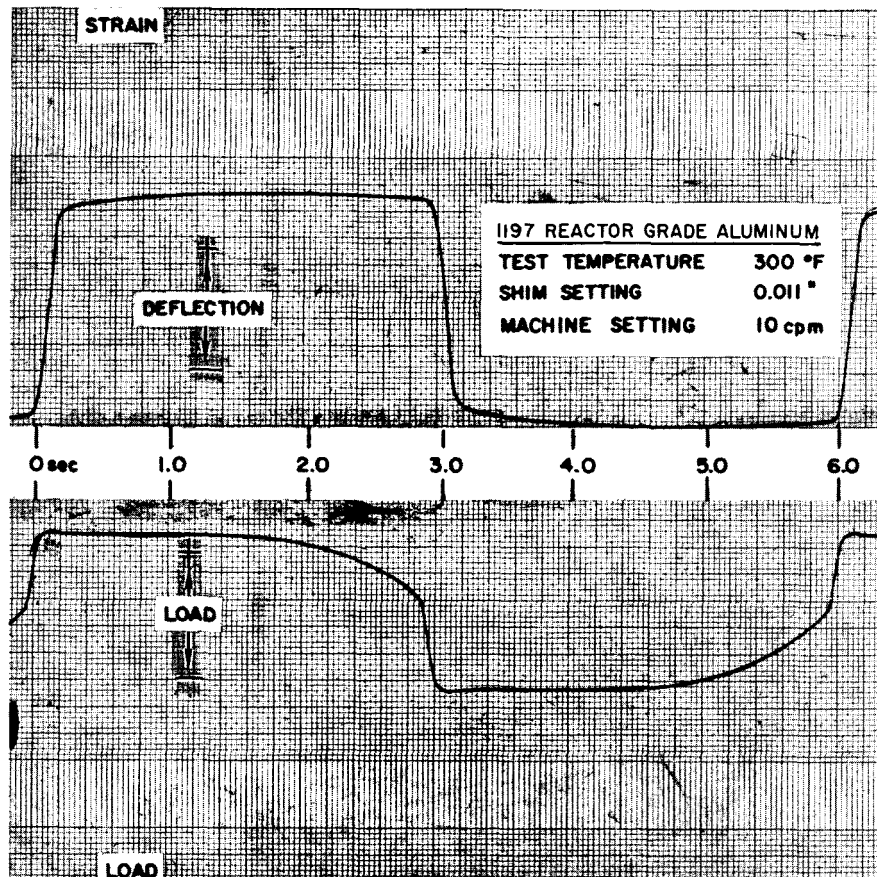 STRAIN
1197 REACTOR GRADE ALUMINUM
TEST TEMPERATURE 300 °F
SHIM SETTING 0.011"
MACHINE SETTING 10 cpm
DEFLECTION
0 sec 1.0 2.0 3.0 4.0 5.0 6.0
LOAD
LOAD